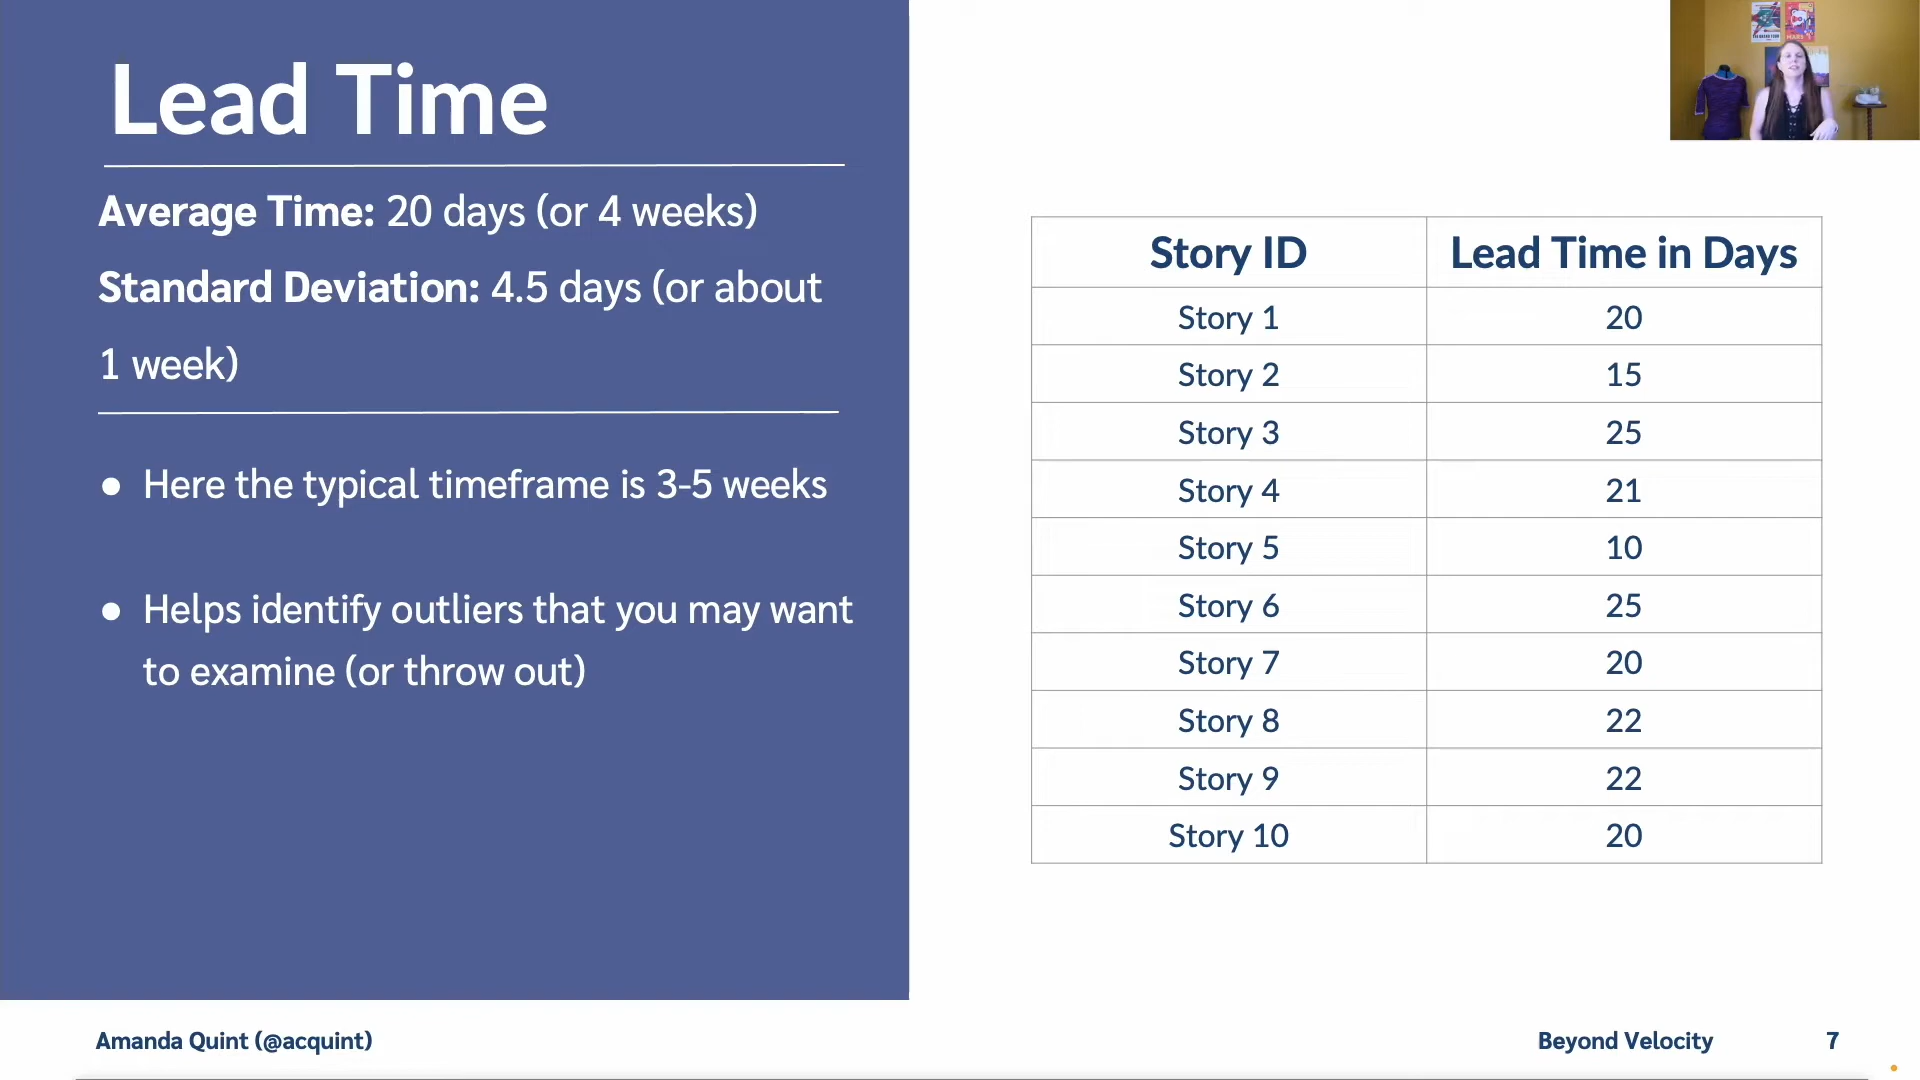 Lead Time
Average Time: 20 days (or 4 weeks)
Standard Deviation: 4.5 days (or about
1 week)
● Here the typical timeframe is 3-5 weeks
● Helps identify outliers that you may want
to examine (or throw out)
Story ID Lead Time in Days
Story 1 20
Story 2 15
Story 3 25
Story 4 21
Story 5 10
Story 6 25
Story 7 20
Story 8 22
Story 9 22
Story 10 20
Amanda Quint (@acquint)
Beyond Velocity 7